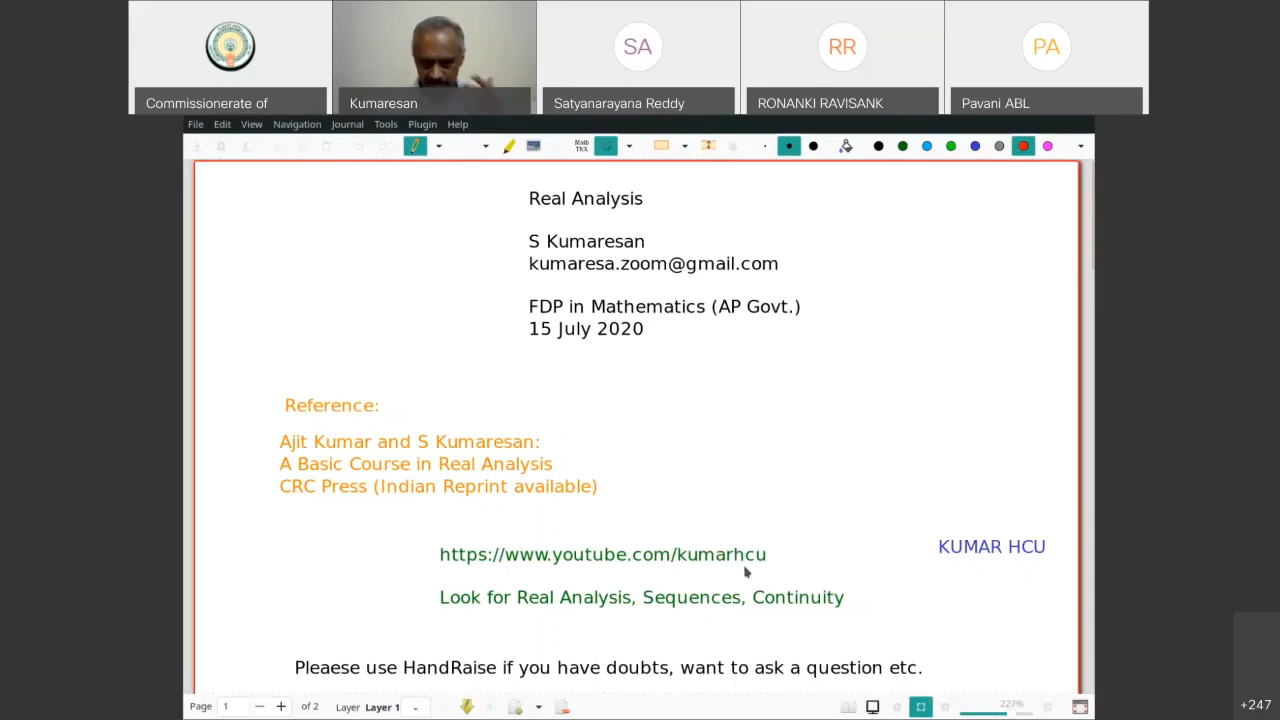 SA
RR
PA
Commissionerate of
Kumaresan
Satyanarayana Reddy
RONANKI RAVISANK
Pavani ABL
File Edit View Navigation Journal Tools Plugin Help
Math
TEX
Real Analysis
S Kumaresan
kumaresa.zoom@gmail.com
FDP in Mathematics (AP Govt.)
15 July 2020
Reference:
Ajit Kumar and S Kumaresan:
A Basic Course in Real Analysis
CRC Press (Indian Reprint available)
https://www.youtube.com/kumarhcu
KUMAR HCU
Look for Real Analysis, Sequences, Continuity
Pleaese use HandRaise if you have doubts, want to ask a question etc.
Page 1 of 2 Layer Layer 1 227%
+247